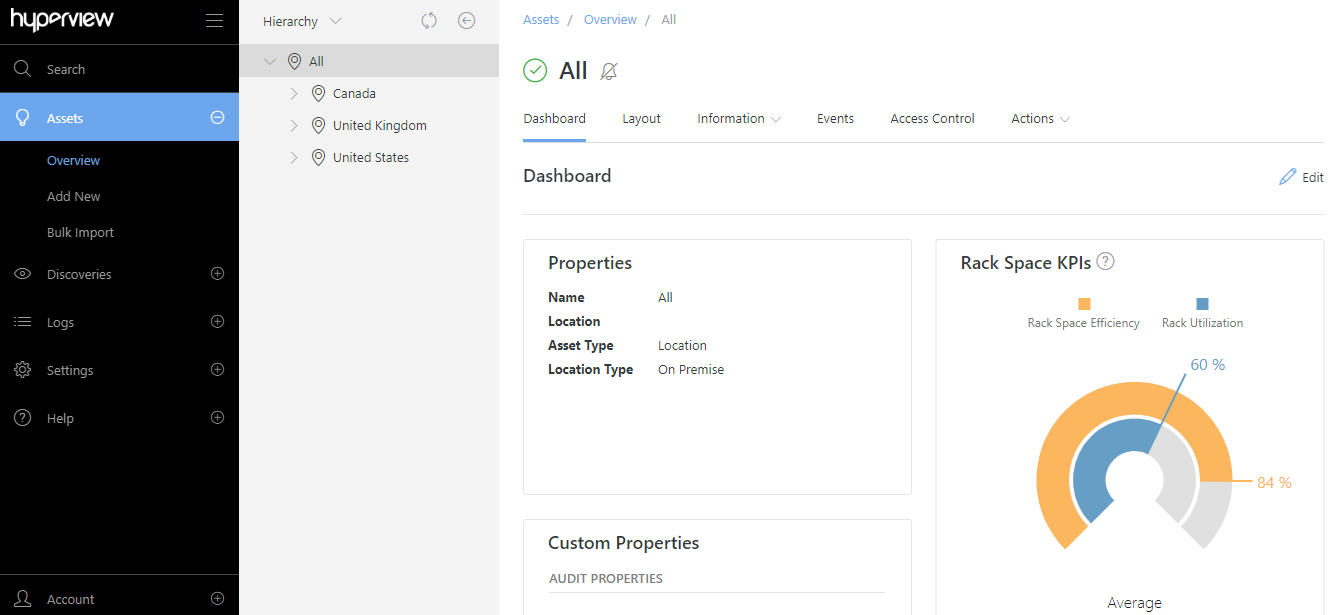 hyperview
Search
Assets
Overview
Add New
Bulk Import
Discoveries
Logs
Settings
Help
Account
Hierarchy
All
Canada
United Kingdom
United States
Assets / Overview / All
All
Dashboard Layout Information Events Access Control Actions
Dashboard
Edit
Properties
Name All
Location
Asset Type Location
Location Type On Premise
Custom Properties
AUDIT PROPERTIES
Rack Space KPIs ?
Rack Space Efficiency Rack Utilization
60 %
84 %
Average